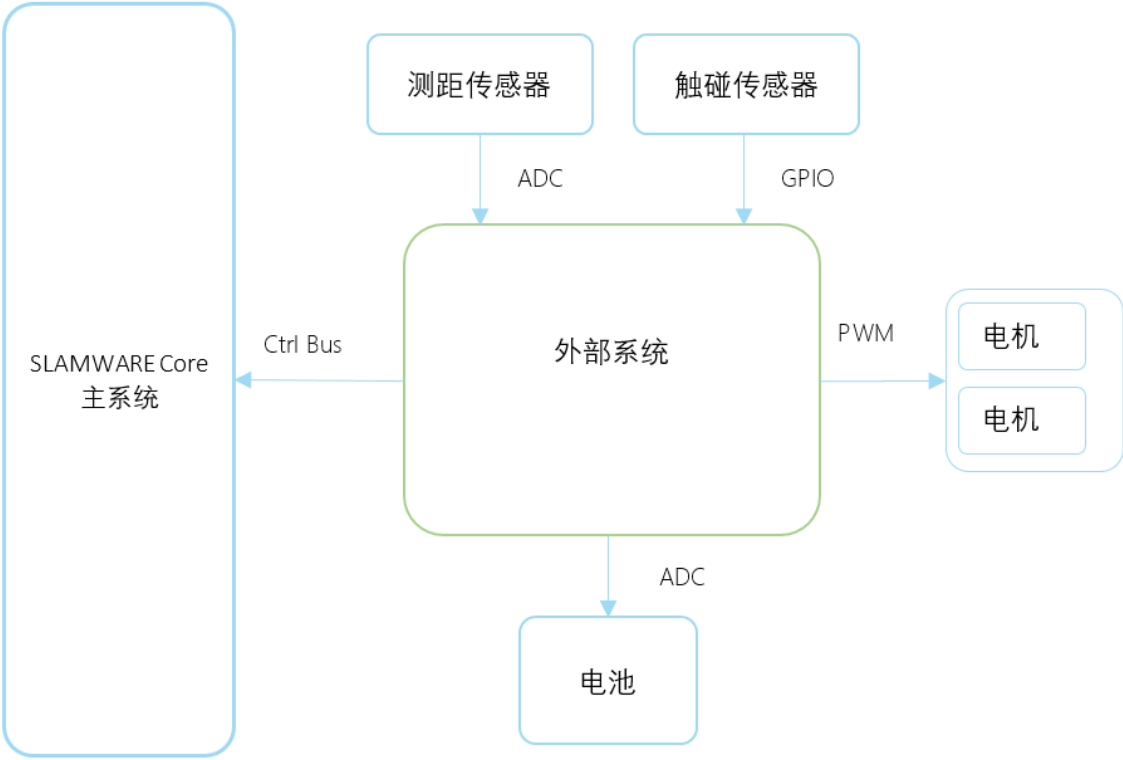 测距传感器
触碰传感器
ADC
GPIO
SLAMWARE Core
主系统
Ctrl Bus
外部系统
PWM
电机
电机
ADC
电池